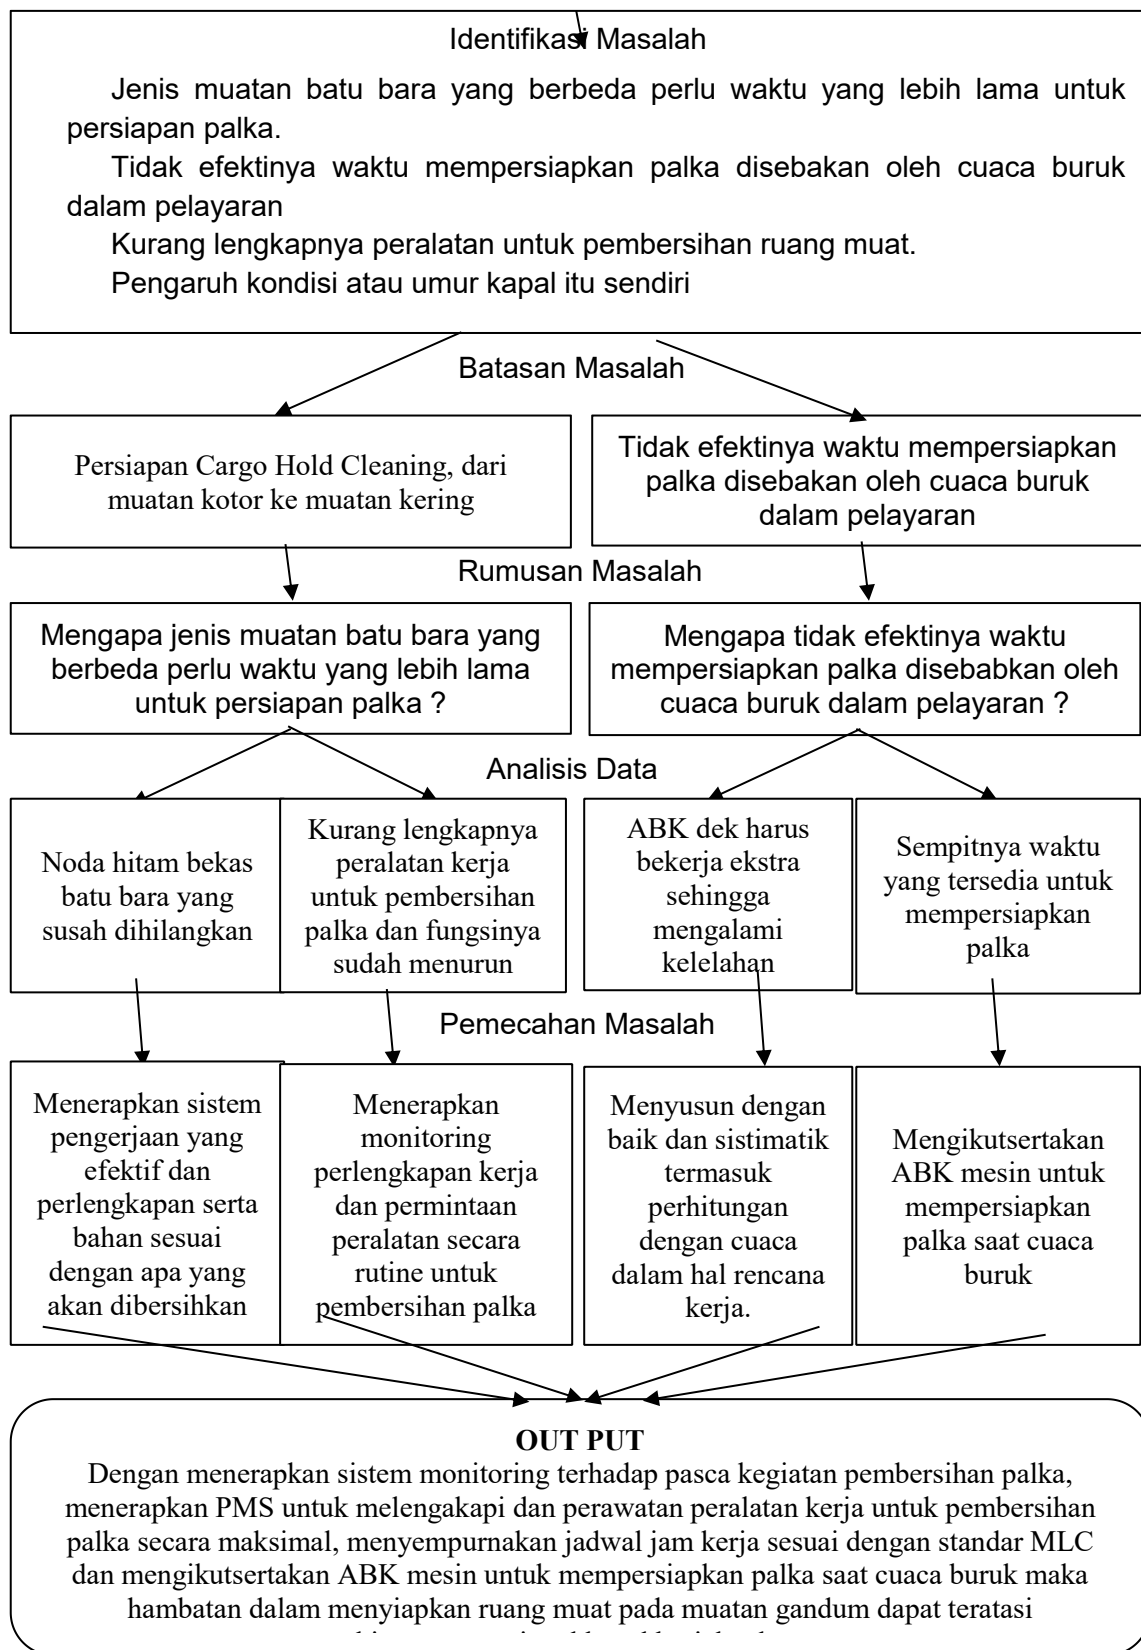 Identifikasi Masalah
Jenis muatan batu bara yang berbeda perlu waktu yang lebih lama untuk
persiapan palka.
Tidak efektinya waktu mempersiapkan palka disebakan oleh cuaca buruk
dalam pelayaran
Kurang lengkapnya peralatan untuk pembersihan ruang muat.
Pengaruh kondisi atau umur kapal itu sendiri
Batasan Masalah
Persiapan Cargo Hold Cleaning, dari
muatan kotor ke muatan kering
Tidak efektinya waktu mempersiapkan
palka disebakan oleh cuaca buruk
dalam pelayaran
Rumusan Masalah
Mengapa jenis muatan batu bara yang
berbeda perlu waktu yang lebih lama
untuk persiapan palka ?
Mengapa tidak efektinya waktu
mempersiapkan palka disebabkan oleh
cuaca buruk dalam pelayaran ?
Analisis Data
Noda hitam bekas
batu bara yang
susah dihilangkan
Kurang lengkapnya
peralatan kerja
untuk pembersihan
palka dan fungsinya
sudah menurun
ABK dek harus
bekerja ekstra
sehingga
mengalami
kelelahan
Sempitnya waktu
yang tersedia untuk
mempersiapkan
palka
Pemecahan Masalah
Menerapkan sistem
pengerjaan yang
efektif dan
perlengkapan serta
bahan sesuai
dengan apa yang
akan dibersihkan
Menerapkan
monitoring
perlengkapan kerja
dan permintaan
peralatan secara
rutine untuk
pembersihan palka
Menyusun dengan
baik dan sistimatik
termasuk
perhitungan
dengan cuaca
dalam hal rencana
kerja.
Mengikutsertakan
ABK mesin untuk
mempersiapkan
palka saat cuaca
buruk
OUT PUT
Dengan menerapkan sistem monitoring terhadap pasca kegiatan pembersihan palka,
menerapkan PMS untuk melengakapi dan perawatan peralatan kerja untuk pembersihan
palka secara maksimal, menyempurnakan jadwal jam kerja sesuai dengan standar MLC
dan mengikutsertakan ABK mesin untuk mempersiapkan palka saat cuaca buruk maka
hambatan dalam menyiapkan ruang muat pada muatan gandum dapat teratasi